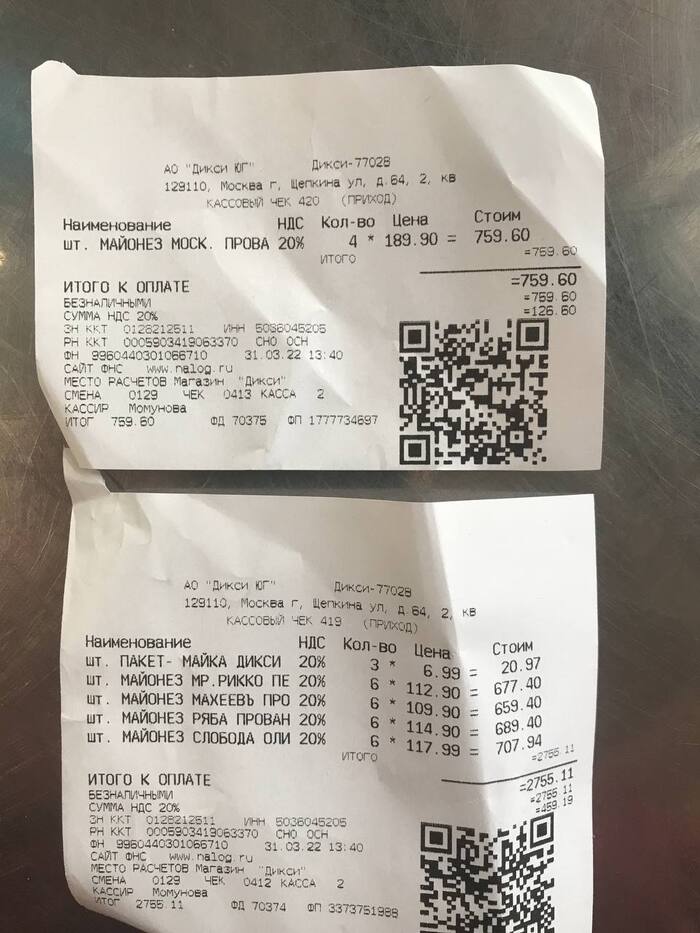 АО "Дикси ЮГ" Дикси-77028
129110, Москва г, Щепкина ул, д.64, 2, кв
КАССОВЫЙ ЧЕК 420 (ПРИХОД)
Наименование НДС Кол-во Цена Стоим
шт. МАЙОНЕЗ МОСК. ПРОВА 20% 4 * 189.90 = 759.60
ИТОГО =759.60
ИТОГО К ОПЛАТЕ =759.60
БЕЗНАЛИЧНЫМИ =759.60
СУММА НДС 20% =126.60
ЗН ККТ 0128212511 ИНН 5036045205
РН ККТ 0005903419063370 СНО ОСН
ФН 9960440301066710 31.03.22 13:40
САЙТ ФНС www.nalog.ru
МЕСТО РАСЧЕТОВ Магазин "Дикси"
СМЕНА 0129 ЧЕК 0413 КАССА 2
КАССИР Момунова
ИТОГ 759.60 ФД 70375 ФП 1777734697
АО "Дикси ЮГ" Дикси-77028
129110, Москва г, Щепкина ул, д.64, 2, кв
КАССОВЫЙ ЧЕК 419 (ПРИХОД)
Наименование НДС Кол-во Цена Стоим
шт. ПАКЕТ- МАЙКА ДИКСИ 20% 3 * 6.99 = 20.97
шт. МАЙОНЕЗ МР.РИККО ПЕ 20% 6 * 112.90 = 677.40
шт. МАЙОНЕЗ МАХЕЕВЪ ПРО 20% 6 * 109.90 = 659.40
шт. МАЙОНЕЗ РЯБА ПРОВАН 20% 6 * 114.90 = 689.40
шт. МАЙОНЕЗ СЛОБОДА ОЛИ 20% 6 * 117.99 = 707.94
ИТОГО =2755.11
ИТОГО К ОПЛАТЕ =2755.11
БЕЗНАЛИЧНЫМИ =2755.11
СУММА НДС 20% =459.19
ЗН ККТ 0128212511 ИНН 5036045205
РН ККТ 0005903419063370 СНО ОСН
ФН 9960440301066710 31.03.22 13:40
САЙТ ФНС www.nalog.ru
МЕСТО РАСЧЕТОВ Магазин "Дикси"
СМЕНА 0129 ЧЕК 0412 КАССА 2
КАССИР Момунова
ИТОГ 2755.11 ФД 70374 ФП 3373751988